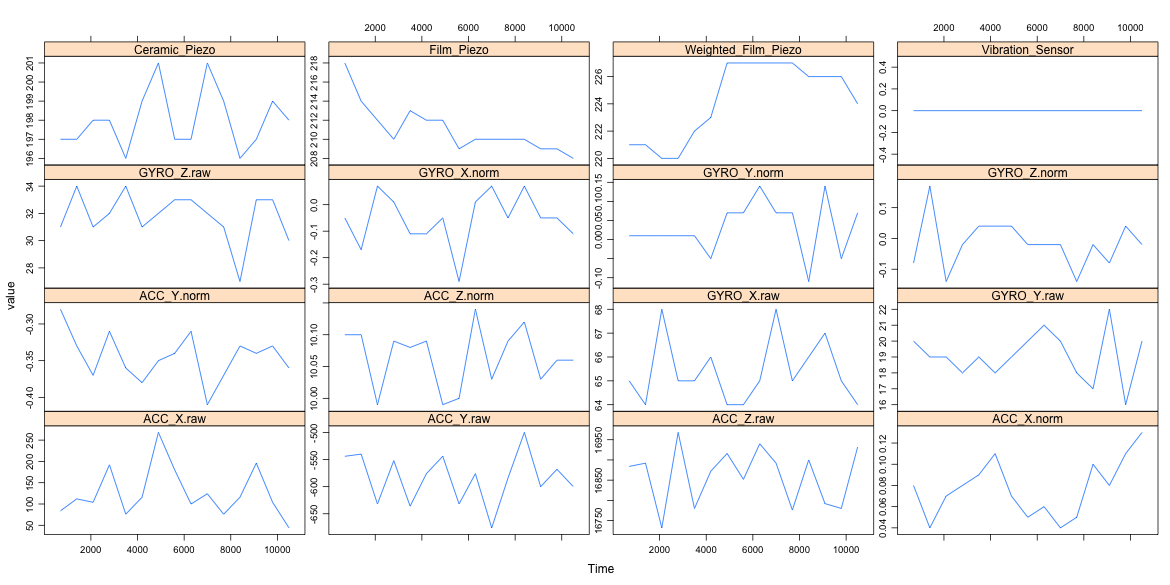 2000 4000 6000 8000 10000 2000 4000 6000 8000 10000
Ceramic_Piezo Film_Piezo Weighted_Film_Piezo Vibration_Sensor
196 197 198 199 200 201
208 210 212 214 216 218
220 222 224 226
-0.4 -0.2 0.0 0.2 0.4
GYRO_Z.raw GYRO_X.norm GYRO_Y.norm GYRO_Z.norm
28 30 32 34
-0.3 -0.2 -0.1 0.0
-0.10 0.00 0.05 0.10 0.15
-0.1 0.0 0.1
value
ACC_Y.norm ACC_Z.norm GYRO_X.raw GYRO_Y.raw
-0.40 -0.35 -0.30
10.00 10.05 10.10
64 65 66 67 68
16 17 18 19 20 21 22
ACC_X.raw ACC_Y.raw ACC_Z.raw ACC_X.norm
50 100 150 200 250
-650 -600 -550 -500
16750 16850 16950
0.04 0.06 0.08 0.10 0.12
2000 4000 6000 8000 10000 2000 4000 6000 8000 10000
Time